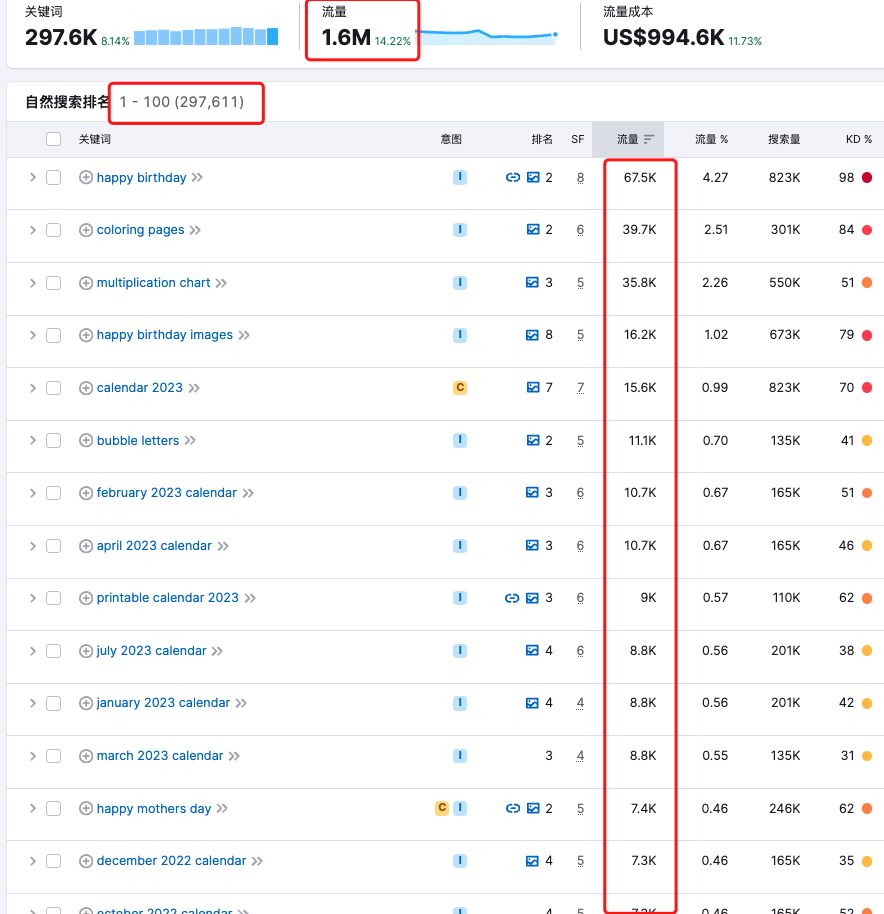 关键词 流量 流量成本
297.6K 8.14% 1.6M 14.22% US$994.6K 11.73%
自然搜索排名 1 - 100 (297,611)
关键词 意图 排名 SF 流量 流量 % 搜索量 KD %
happy birthday I 2 8 67.5K 4.27 823K 98
coloring pages I 2 6 39.7K 2.51 301K 84
multiplication chart I 3 5 35.8K 2.26 550K 51
happy birthday images I 8 5 16.2K 1.02 673K 79
calendar 2023 C 7 7 15.6K 0.99 823K 70
bubble letters I 2 5 11.1K 0.70 135K 41
february 2023 calendar I 3 6 10.7K 0.67 165K 51
april 2023 calendar I 3 6 10.7K 0.67 165K 46
printable calendar 2023 I 3 6 9K 0.57 110K 62
july 2023 calendar I 4 6 8.8K 0.56 201K 38
january 2023 calendar I 4 4 8.8K 0.56 201K 42
march 2023 calendar I 3 4 8.8K 0.55 135K 31
happy mothers day C I 2 5 7.4K 0.46 246K 62
december 2022 calendar I 4 5 7.3K 0.46 165K 35
october 2022 calendar I 4 5 7.2K 0.46 165K 52